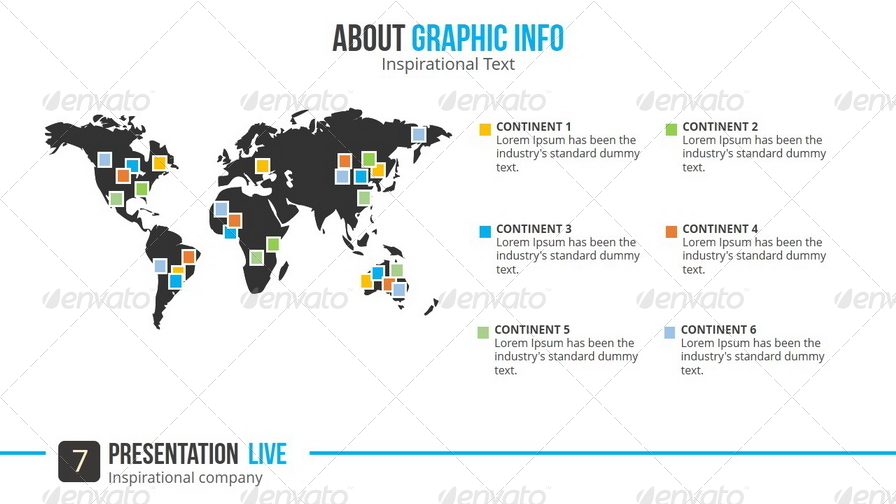 ABOUT GRAPHIC INFO
Inspirational Text
envato envato envato envato envato
CONTINENT 1
Lorem Ipsum has been the
industry's standard dummy
text.
CONTINENT 2
Lorem Ipsum has been the
industry's standard dummy
text.
CONTINENT 3
Lorem Ipsum has been the
industry's standard dummy
text.
CONTINENT 4
Lorem Ipsum has been the
industry's standard dummy
text.
envato envato envato envato envato
CONTINENT 5
Lorem Ipsum has been the
industry's standard dummy
text.
CONTINENT 6
Lorem Ipsum has been the
industry's standard dummy
text.
7
PRESENTATION LIVE
Inspirational company
envato envato envato envato envato